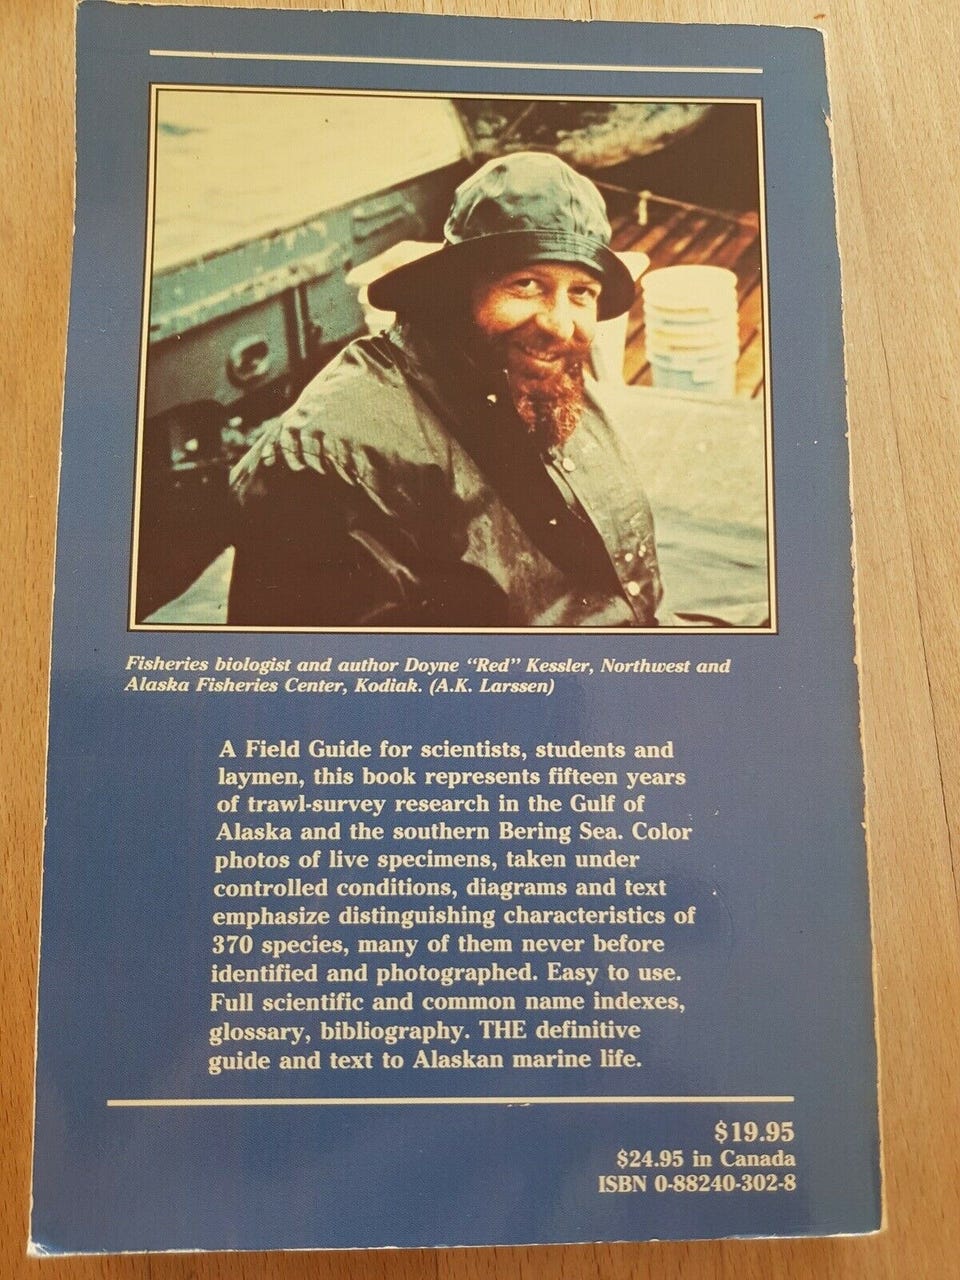 Fisheries biologist and author Doyne "Red" Kessler, Northwest and
Alaska Fisheries Center, Kodiak. (A.K. Larssen)
A Field Guide for scientists, students and
laymen, this book represents fifteen years
of trawl-survey research in the Gulf of
Alaska and the southern Bering Sea. Color
photos of live specimens, taken under
controlled conditions, diagrams and text
emphasize distinguishing characteristics of
370 species, many of them never before
identified and photographed. Easy to use.
Full scientific and common name indexes,
glossary, bibliography. THE definitive
guide and text to Alaskan marine life.
$19.95
$24.95 in Canada
ISBN 0-88240-302-8